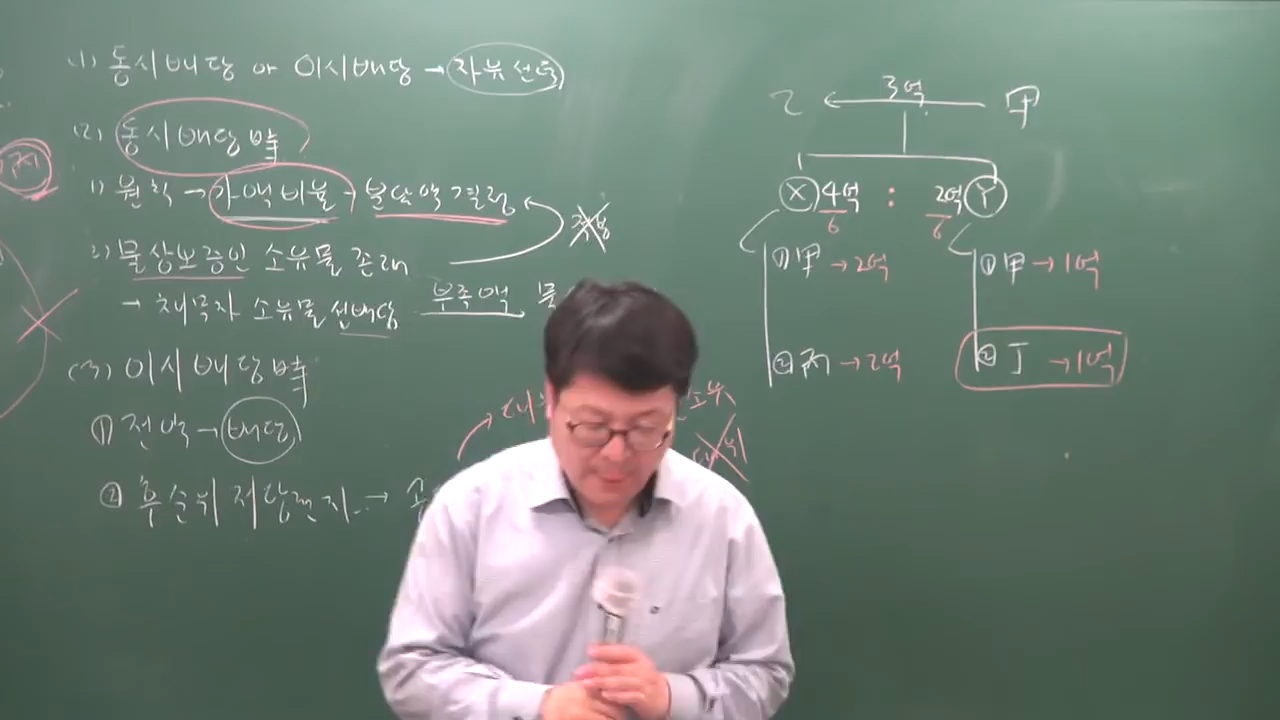 (1) 동시배당 or 이시배당 → 자유선택
(2) 동시배당 時
1) 원칙 → 가액비율 → 분담액 결정
2) 물상보증인 소유물 존재
→ 채무자 소유물 선배당 부족액 물
(3) 이시배당 時
① 전액 → 배당
② 후순위 저당권자 →
소유
대위
丙
乙 ← 3억 甲
X 4억 : 2억 Y
6 6
① 甲 → 2억 ① 甲 → 1억
② 丙 → 2억 ② 丁 → 1억